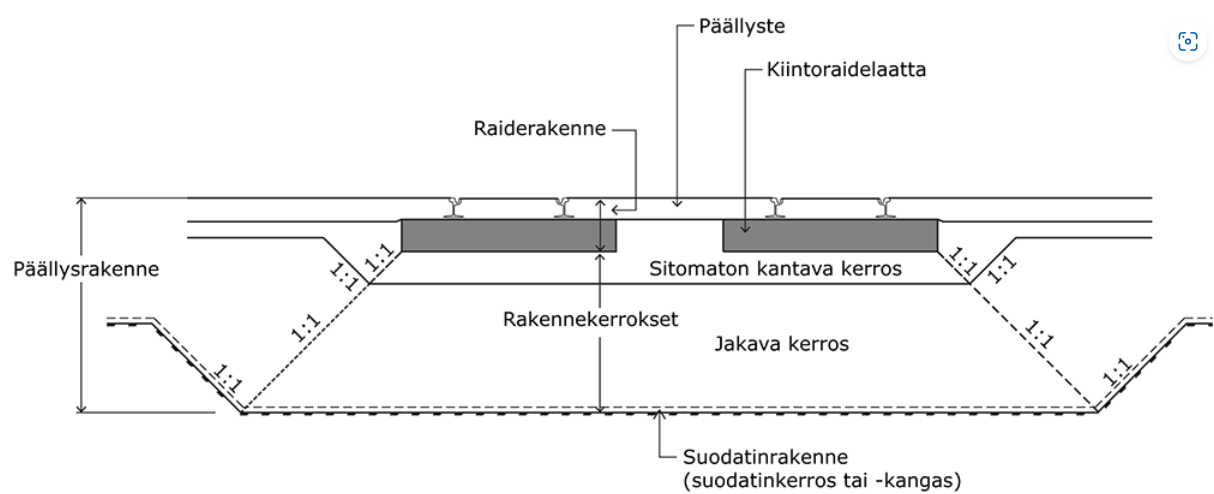 Päällyste
Kiintoraidelaatta
Raiderakenne
Päällysrakenne
1:1
1:1
1:1
1:1
Sitomaton kantava kerros
1:1
1:1
1:1
1:1
Rakennekerrokset
Jakava kerros
Suodatinrakenne
(suodatinkerros tai -kangas)